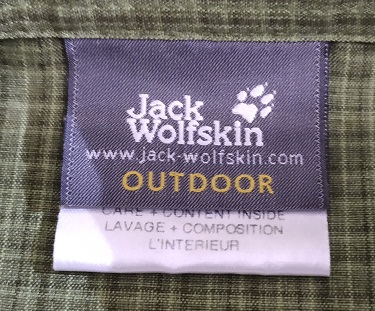 Jack
Wolfskin
www.jack-wolfskin.com
OUTDOOR
CARE + CONTENT INSIDE
LAVAGE + COMPOSITION
L'INTERIEUR